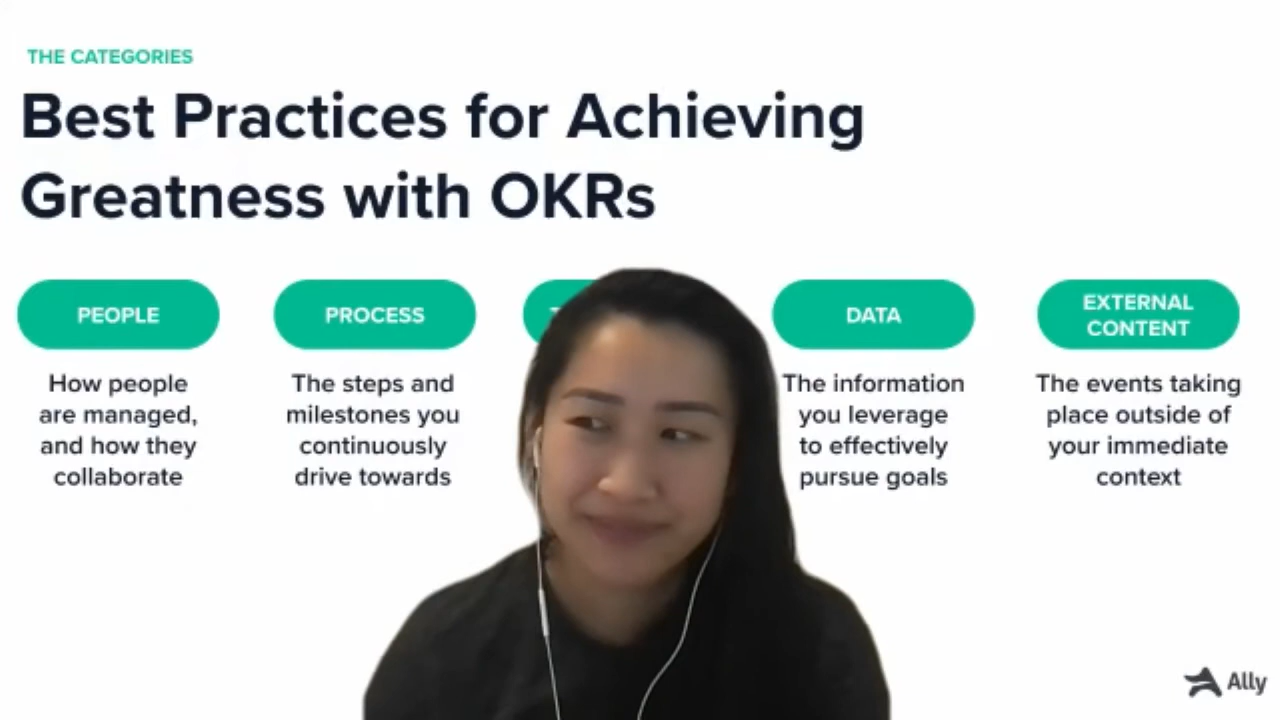 THE CATEGORIES
Best Practices for Achieving
Greatness with OKRs
PEOPLE
How people
are managed,
and how they
collaborate
PROCESS
The steps and
milestones you
continuously
drive towards
DATA
The information
you leverage
to effectively
pursue goals
EXTERNAL
CONTENT
The events taking
place outside of
your immediate
context
Ally